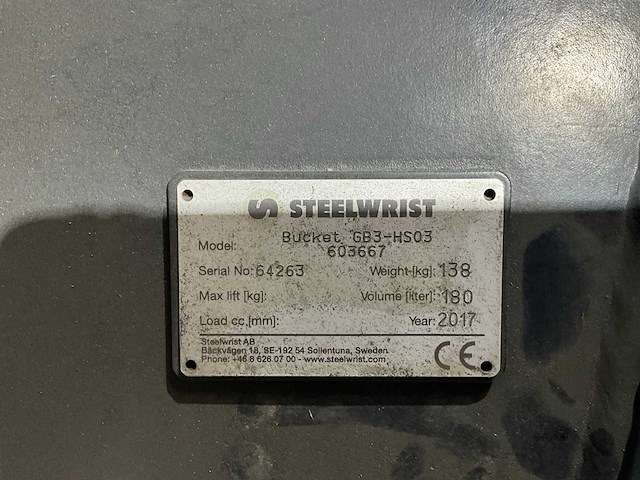 STEELWRIST
Bucket GB3-HS03
Model: 603667
Serial No: 64263 Weight [kg]: 138
Max lift [kg]: Volume [liter]: 180
Load cc [mm]: Year: 2017
Steelwrist AB
Bäckvägen 18, SE-192 54 Sollentuna, Sweden
Phone: +46 8 626 07 00 - www.steelwrist.com
CE